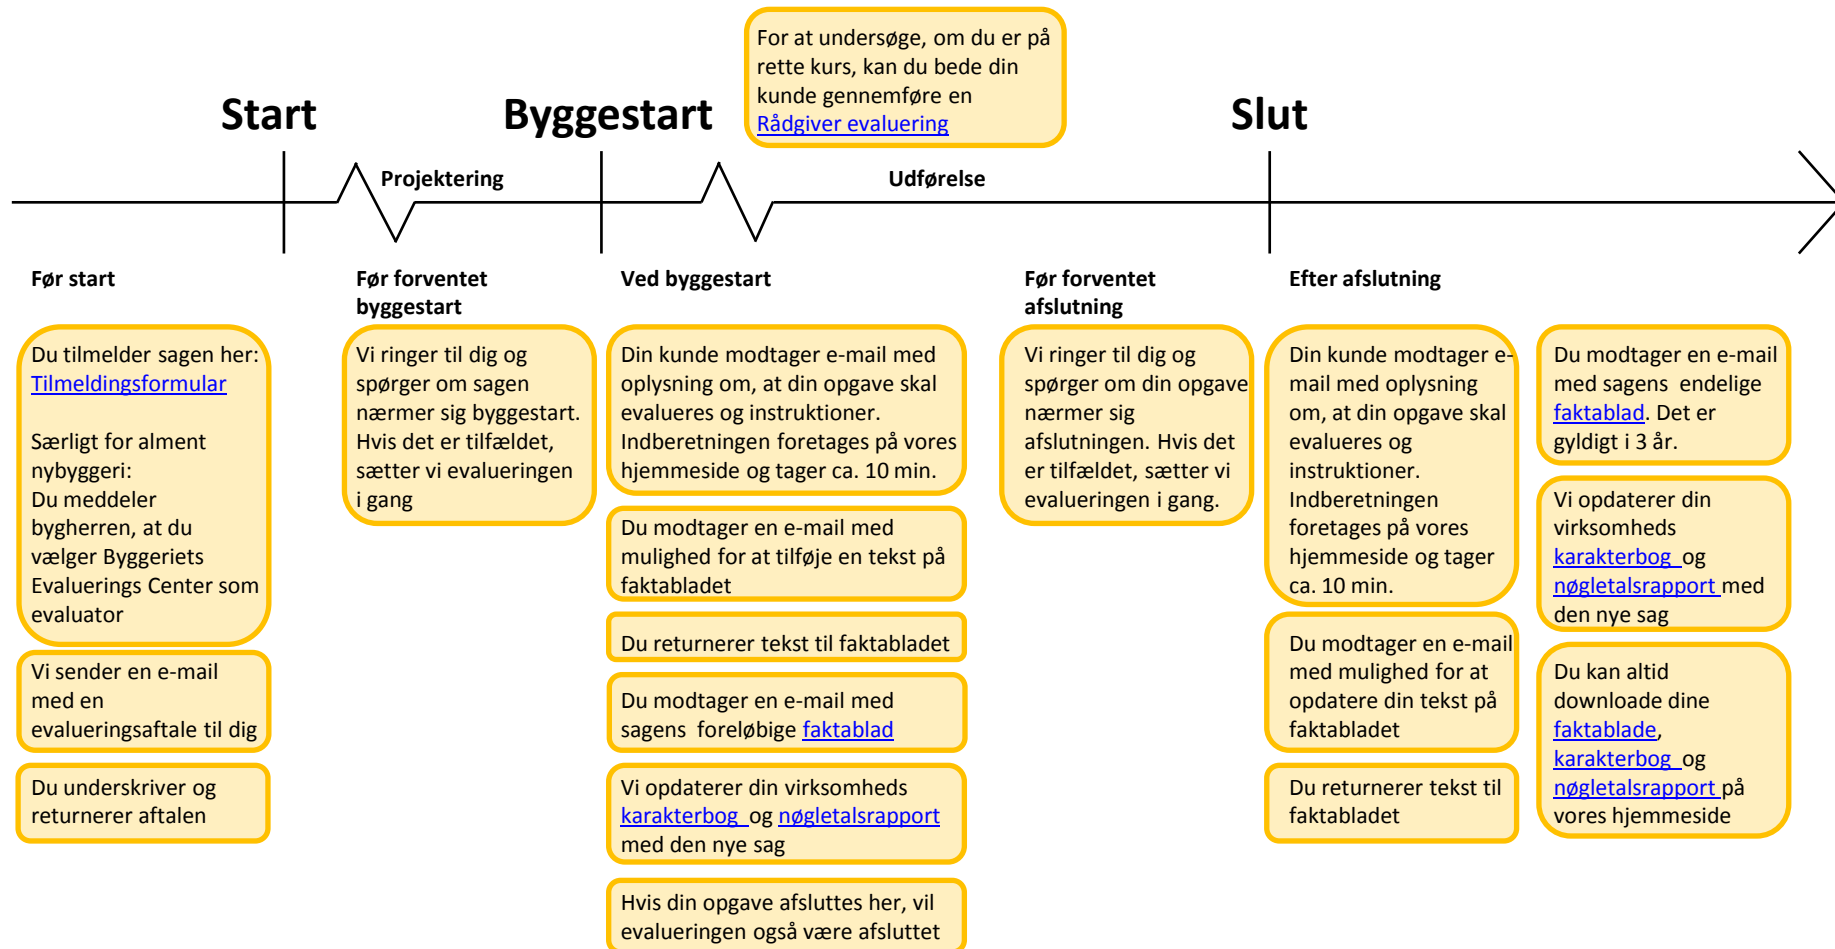 For at undersøge, om du er på
rette kurs, kan du bede din
kunde gennemføre en
Rådgiver evaluering
Start
Byggestart
Slut
Projektering
Udførelse
Før start
Du tilmelder sagen her:
Tilmeldingsformular
Særligt for alment
nybyggeri:
Du meddeler
bygherren, at du
vælger Byggeriets
Evaluerings Center som
evaluator
Vi sender en e-mail
med en
evalueringsaftale til dig
Du underskriver og
returnerer aftalen
Før forventet
byggestart
Vi ringer til dig og
spørger om sagen
nærmer sig byggestart.
Hvis det er tilfældet,
sætter vi evalueringen
i gang
Ved byggestart
Din kunde modtager e-mail med
oplysning om, at din opgave skal
evalueres og instruktioner.
Indberetningen foretages på vores
hjemmeside og tager ca. 10 min.
Du modtager en e-mail med
mulighed for at tilføje en tekst på
faktabladet
Du returnerer tekst til faktabladet
Du modtager en e-mail med
sagens foreløbige faktablad
Vi opdaterer din virksomheds
karakterbog og nøgletalsrapport
med den nye sag
Hvis din opgave afsluttes her, vil
evalueringen også være afsluttet
Før forventet
afslutning
Vi ringer til dig og
spørger om din opgave
nærmer sig
afslutningen. Hvis det
er tilfældet, sætter vi
evalueringen i gang.
Efter afslutning
Din kunde modtager e-
mail med oplysning
om, at din opgave skal
evalueres og
instruktioner.
Indberetningen
foretages på vores
hjemmeside og tager
ca. 10 min.
Du modtager en e-mail
med mulighed for at
opdatere din tekst på
faktabladet
Du returnerer tekst til
faktabladet
Du modtager en e-mail
med sagens endelige
faktablad. Det er
gyldigt i 3 år.
Vi opdaterer din
virksomheds
karakterbog og
nøgletalsrapport med
den nye sag
Du kan altid
downloade dine
faktablade,
karakterbog og
nøgletalsrapport på
vores hjemmeside